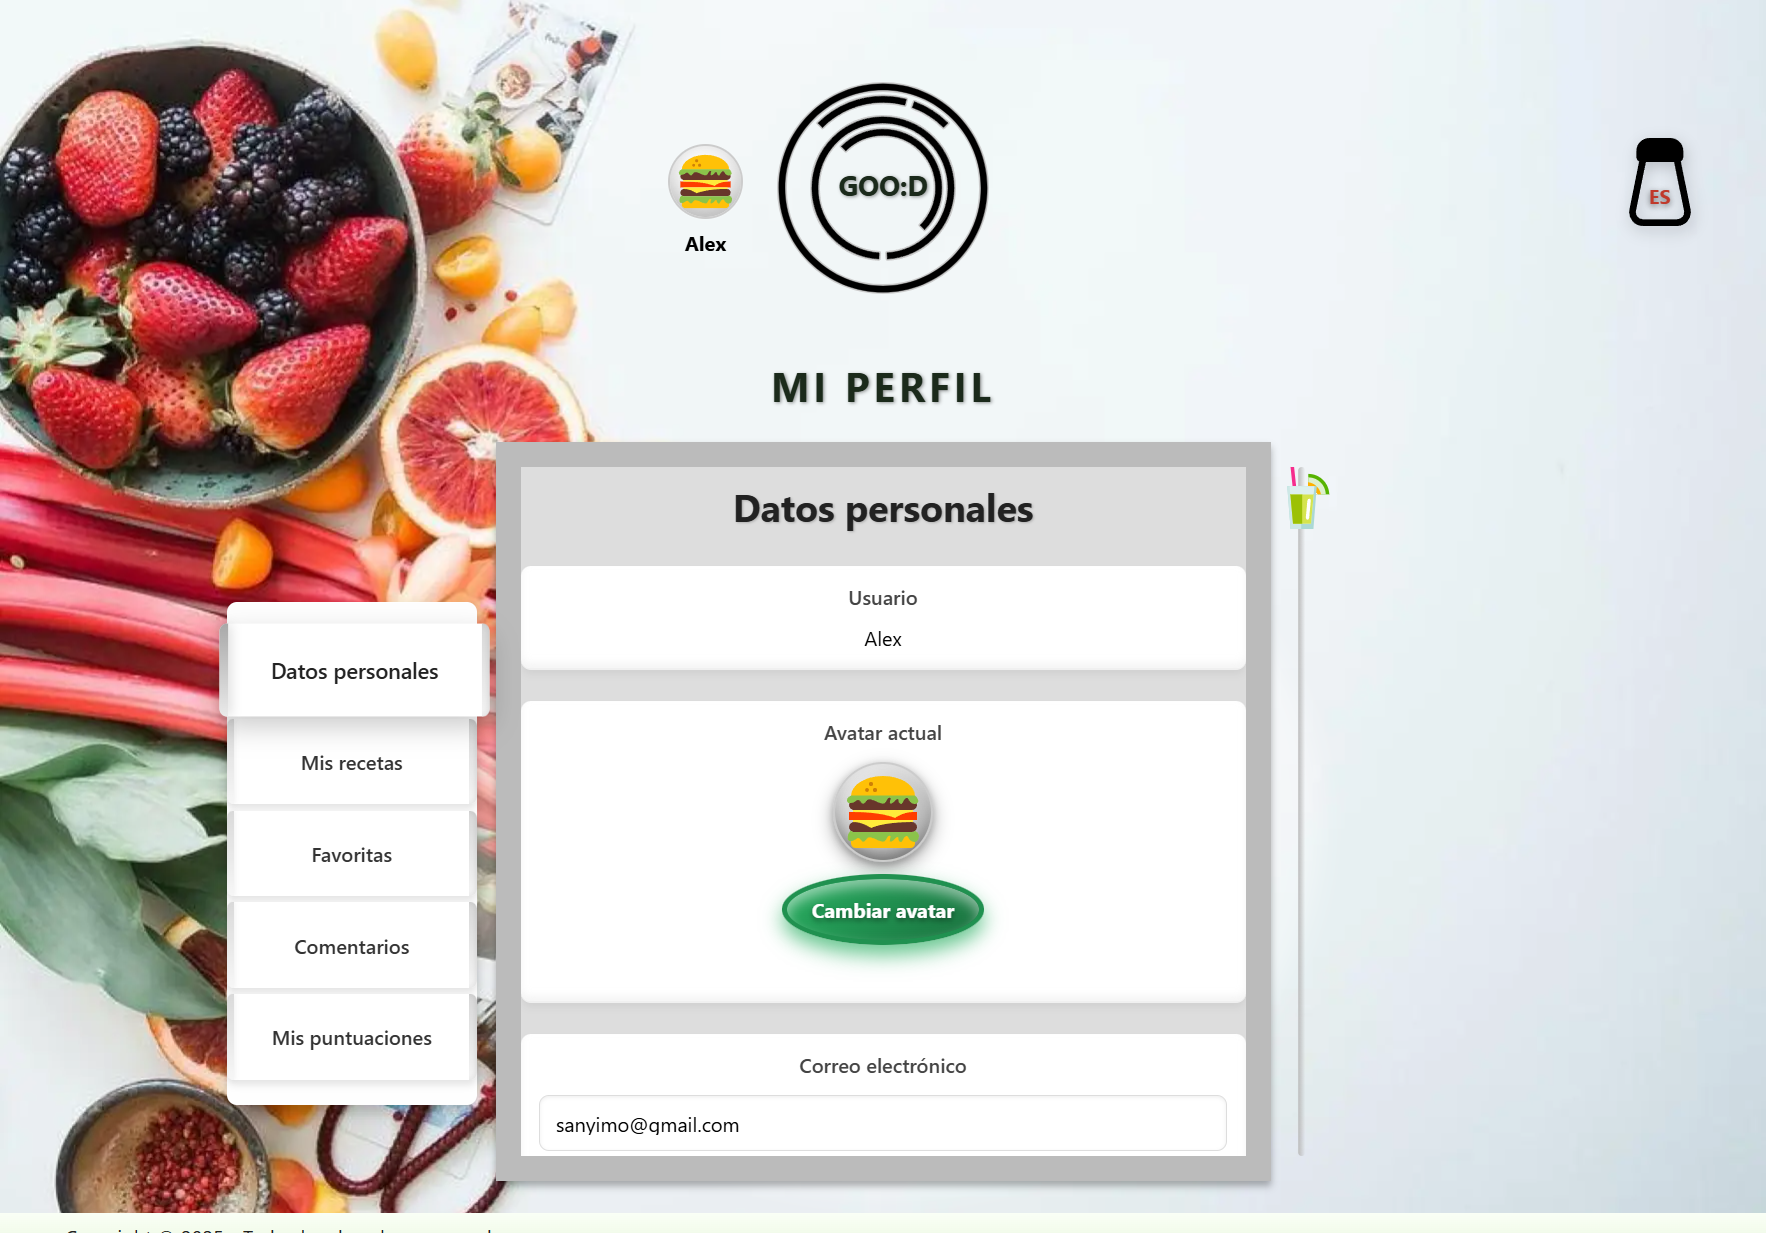 GOO:D
ES
Alex
MI PERFIL
Datos personales
Usuario
Alex
Datos personales
Avatar actual
Mis recetas
Favoritas
Cambiar avatar
Comentarios
Mis puntuaciones
Correo electrónico
sanyimo@gmail.com